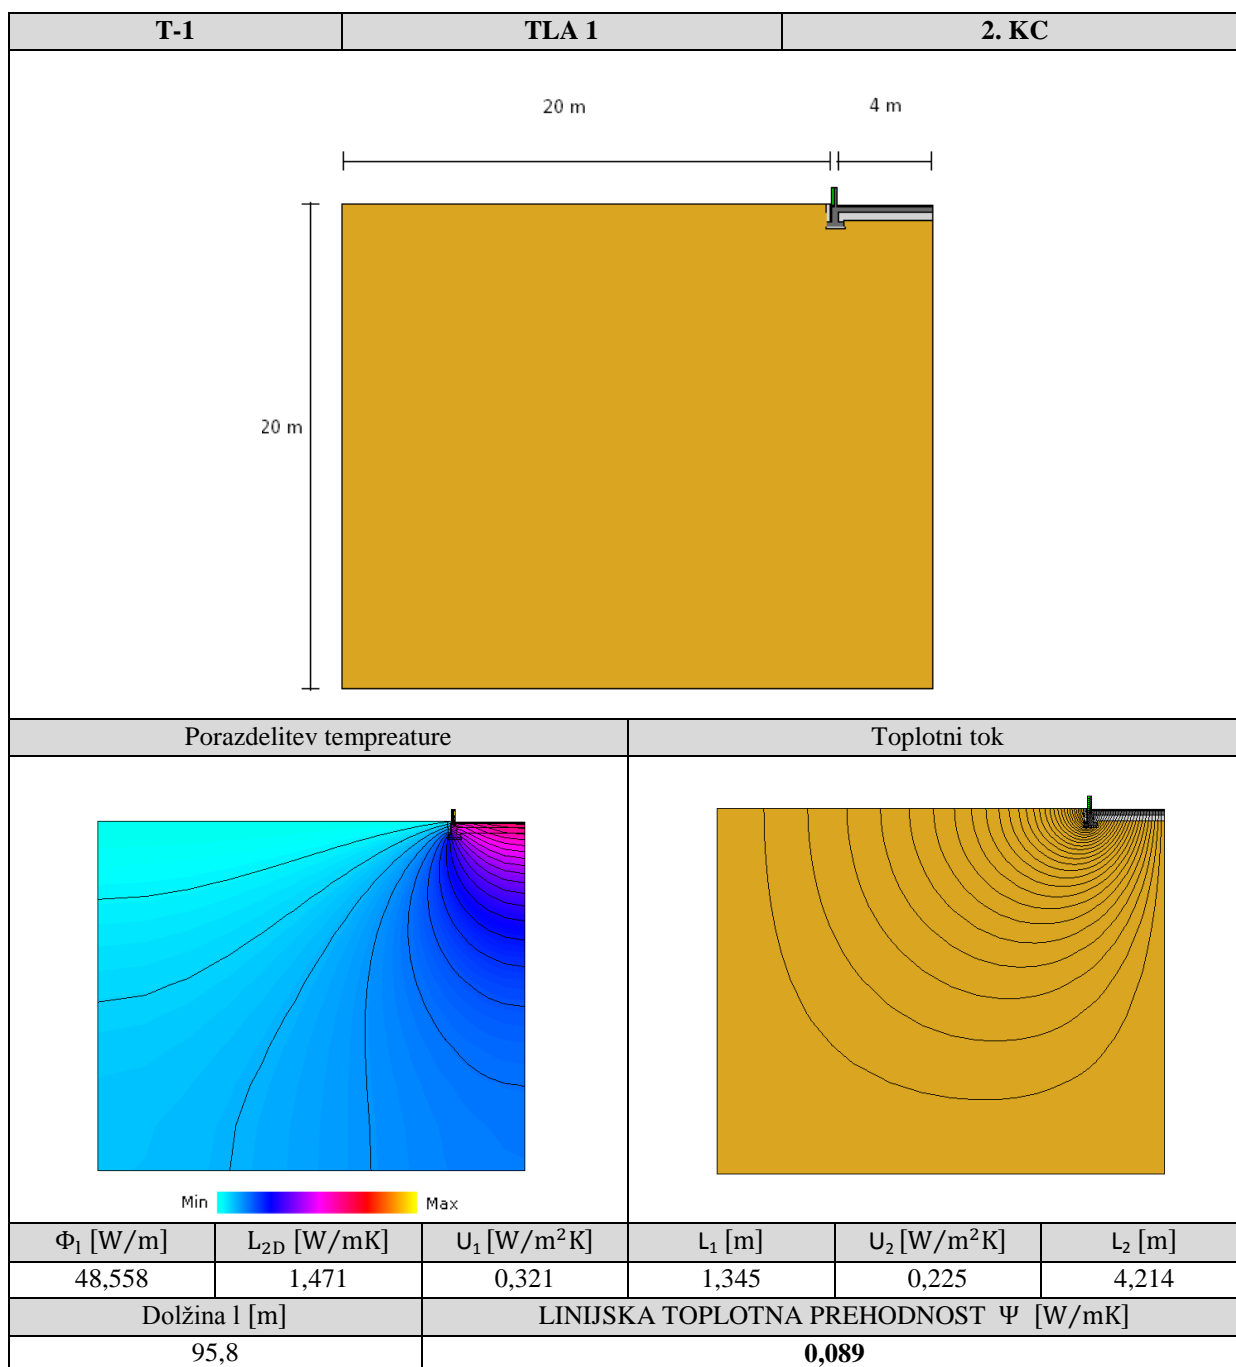 T-1 TLA 1 2. KC
20 m 4 m
20 m
Porazdelitev tempreature Toplotni tok
Min Max
Φ₁ [W/m] L₂D [W/mK] U₁ [W/m²K] L₁ [m] U₂ [W/m²K] L₂ [m]
48,558 1,471 0,321 1,345 0,225 4,214
Dolžina l [m] LINIJSKA TOPLOTNA PREHODNOST Ψ [W/mK]
95,8 0,089